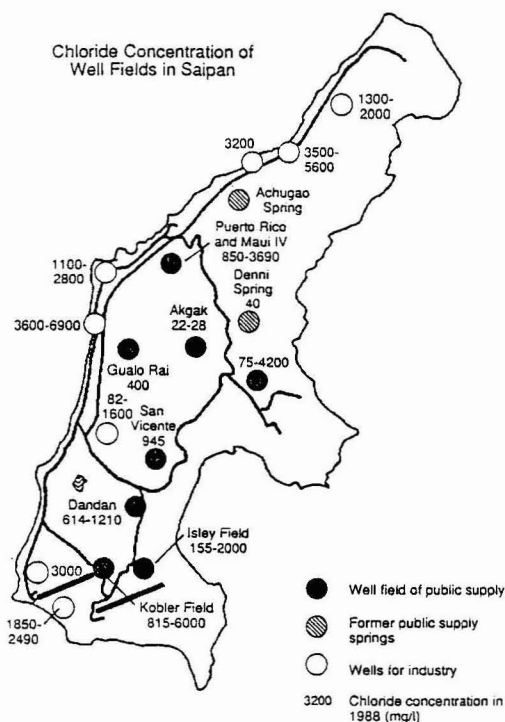 Chloride Concentration of
Well Fields in Saipan
1300-
2000
3200
3500-
5600
Achugao
Spring
Puerto Rico
and Maui IV
850-3690
1100-
2800
Denni
Spring
40
Akgak
22-28
3600-6900
75-4200
Gualo Rai
400
82-
1600
San
Vicente
945
Dandan
614-1210
Isley Field
155-2000
3000
Kobler Field
815-6000
1850-
2490
Well field of public supply
Former public supply
springs
Wells for industry
3200
Chloride concentration in
1988 (mg/l)